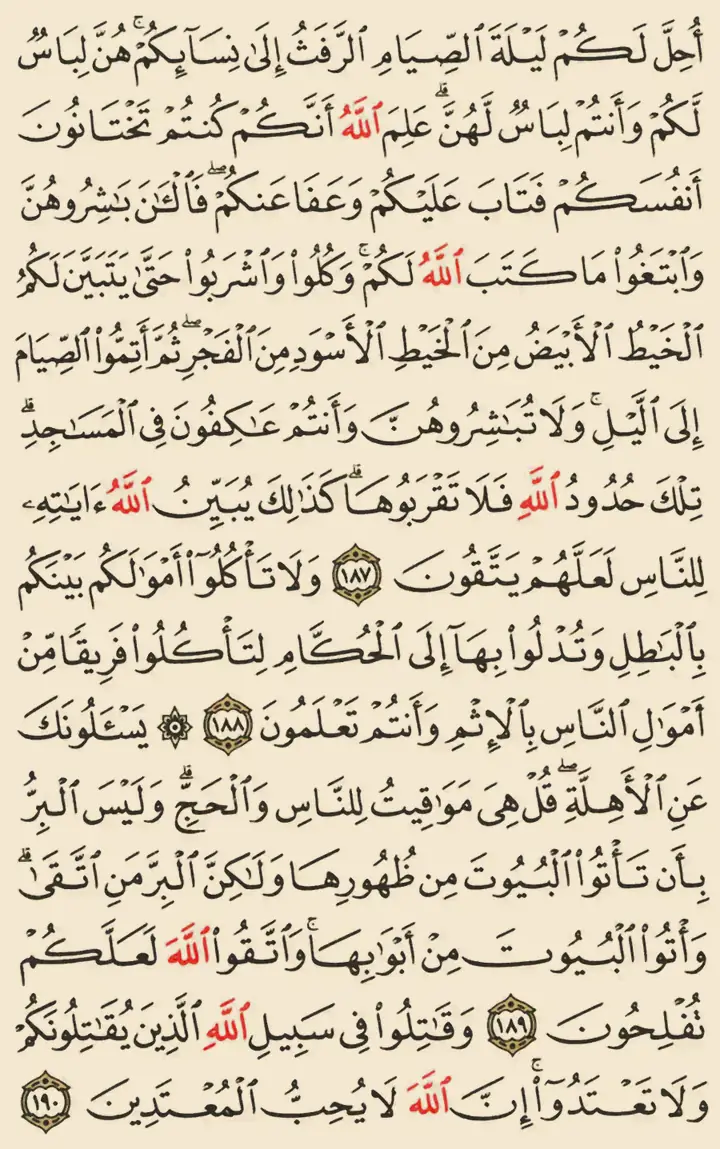 أُحِلَّ لَكُمۡ لَيۡلَةَ ٱلصِّيَامِ ٱلرَّفَثُ إِلَىٰ نِسَآئِكُمۡۚ هُنَّ لِبَاسٞ
لَّكُمۡ وَأَنتُمۡ لِبَاسٞ لَّهُنَّۗ عَلِمَ ٱللَّهُ أَنَّكُمۡ كُنتُمۡ تَخۡتَانُونَ
أَنفُسَكُمۡ فَتَابَ عَلَيۡكُمۡ وَعَفَا عَنكُمۡۖ فَٱلۡـَٰٔنَ بَٰشِرُوهُنَّ
وَٱبۡتَغُواْ مَا كَتَبَ ٱللَّهُ لَكُمۡۚ وَكُلُواْ وَٱشۡرَبُواْ حَتَّىٰ يَتَبَيَّنَ لَكُمُ
ٱلۡخَيۡطُ ٱلۡأَبۡيَضُ مِنَ ٱلۡخَيۡطِ ٱلۡأَسۡوَدِ مِنَ ٱلۡفَجۡرِۖ ثُمَّ أَتِمُّواْ ٱلصِّيَامَ
إِلَى ٱلَّيۡلِۚ وَلَا تُبَٰشِرُوهُنَّ وَأَنتُمۡ عَٰكِفُونَ فِي ٱلۡمَسَٰجِدِۗ
تِلۡكَ حُدُودُ ٱللَّهِ فَلَا تَقۡرَبُوهَاۗ كَذَٰلِكَ يُبَيِّنُ ٱللَّهُ ءَايَٰتِهِۦ
لِلنَّاسِ لَعَلَّهُمۡ يَتَّقُونَ ١٨٧ وَلَا تَأۡكُلُوٓاْ أَمۡوَٰلَكُم بَيۡنَكُم
بِٱلۡبَٰطِلِ وَتُدۡلُواْ بِهَآ إِلَى ٱلۡحُكَّامِ لِتَأۡكُلُواْ فَرِيقٗا مِّنۡ
أَمۡوَٰلِ ٱلنَّاسِ بِٱلۡإِثۡمِ وَأَنتُمۡ تَعۡلَمُونَ ١٨٨ ۞ يَسۡـَٔلُونَكَ
عَنِ ٱلۡأَهِلَّةِۖ قُلۡ هِيَ مَوَٰقِيتُ لِلنَّاسِ وَٱلۡحَجِّۗ وَلَيۡسَ ٱلۡبِرُّ
بِأَن تَأۡتُواْ ٱلۡبُيُوتَ مِن ظُهُورِهَا وَلَٰكِنَّ ٱلۡبِرَّ مَنِ ٱتَّقَىٰۗ
وَأۡتُواْ ٱلۡبُيُوتَ مِنۡ أَبۡوَٰبِهَاۚ وَٱتَّقُواْ ٱللَّهَ لَعَلَّكُمۡ
تُفۡلِحُونَ ١٨٩ وَقَٰتِلُواْ فِي سَبِيلِ ٱللَّهِ ٱلَّذِينَ يُقَٰتِلُونَكُمۡ
وَلَا تَعۡتَدُوٓاْۚ إِنَّ ٱللَّهَ لَا يُحِبُّ ٱلۡمُعۡتَدِينَ ١٩٠